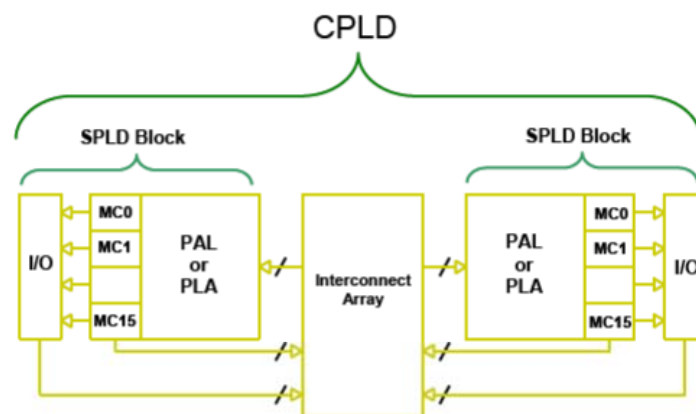 CPLD
SPLD Block
SPLD Block
I/O
MC0
MC1
MC15
PAL
or
PLA
Interconnect
Array
PAL
or
PLA
MC0
MC1
MC15
I/O